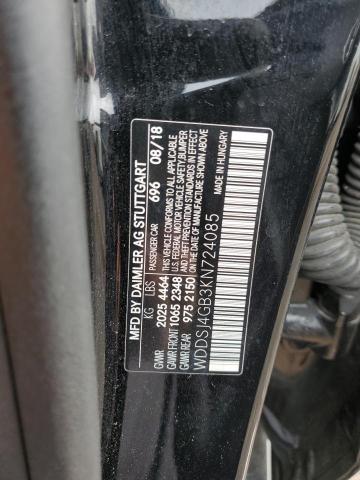 MFD BY DAIMLER AG STUTTGART
PASSENGER CAR 696 08/18
KG LBS
THIS VEHICLE CONFORMS TO ALL APPLICABLE
U.S. FEDERAL MOTOR VEHICLE SAFETY, BUMPER
AND THEFT PREVENTION STANDARDS IN EFFECT
ON THE DATE OF MANUFACTURE SHOWN ABOVE
GVWR 2025 4464
GAWR FRONT 1065 2348
GAWR REAR 975 2150
WDDSJ4GB3KN724085
MADE IN HUNGARY